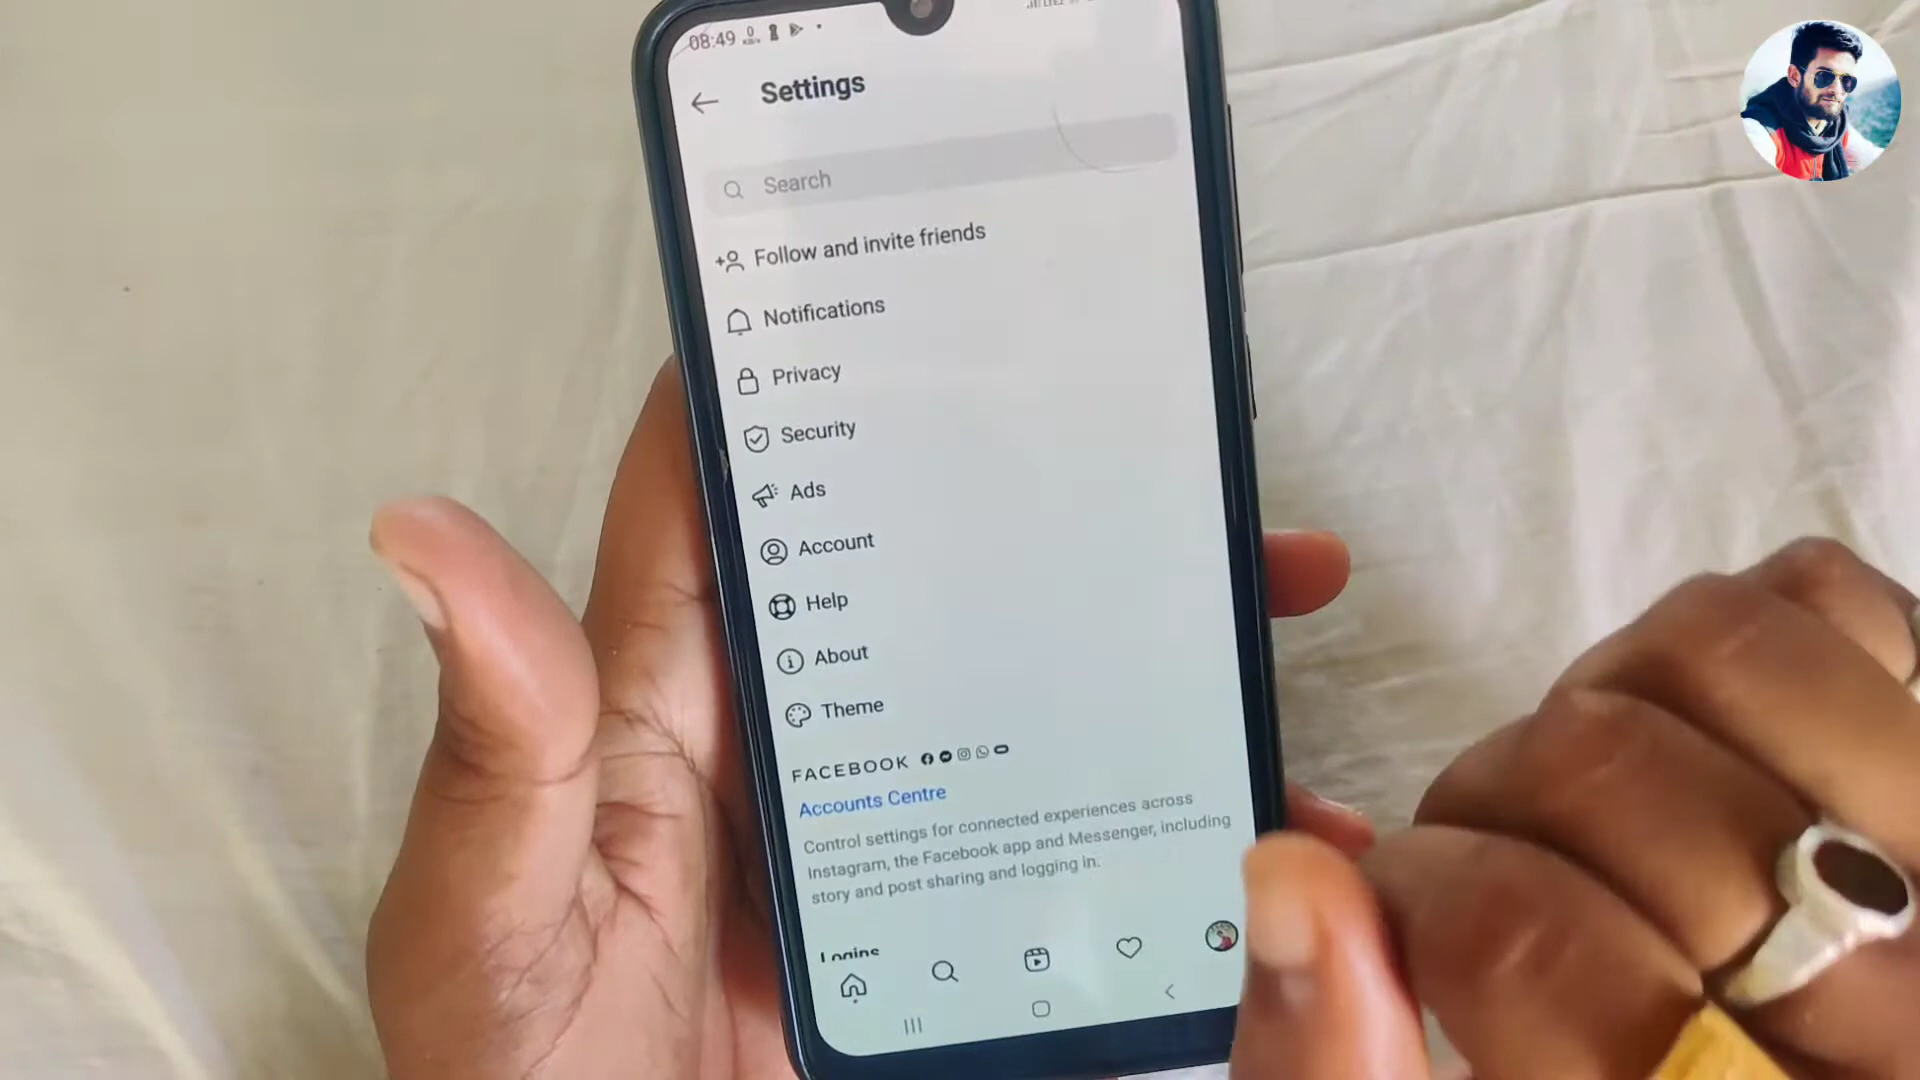 08:49
Settings
Search
Follow and invite friends
Notifications
Privacy
Security
Ads
Account
Help
About
Theme
FACEBOOK
Accounts Centre
Control settings for connected experiences across
Instagram, the Facebook app and Messenger, including
story and post sharing and logging in.
Logins